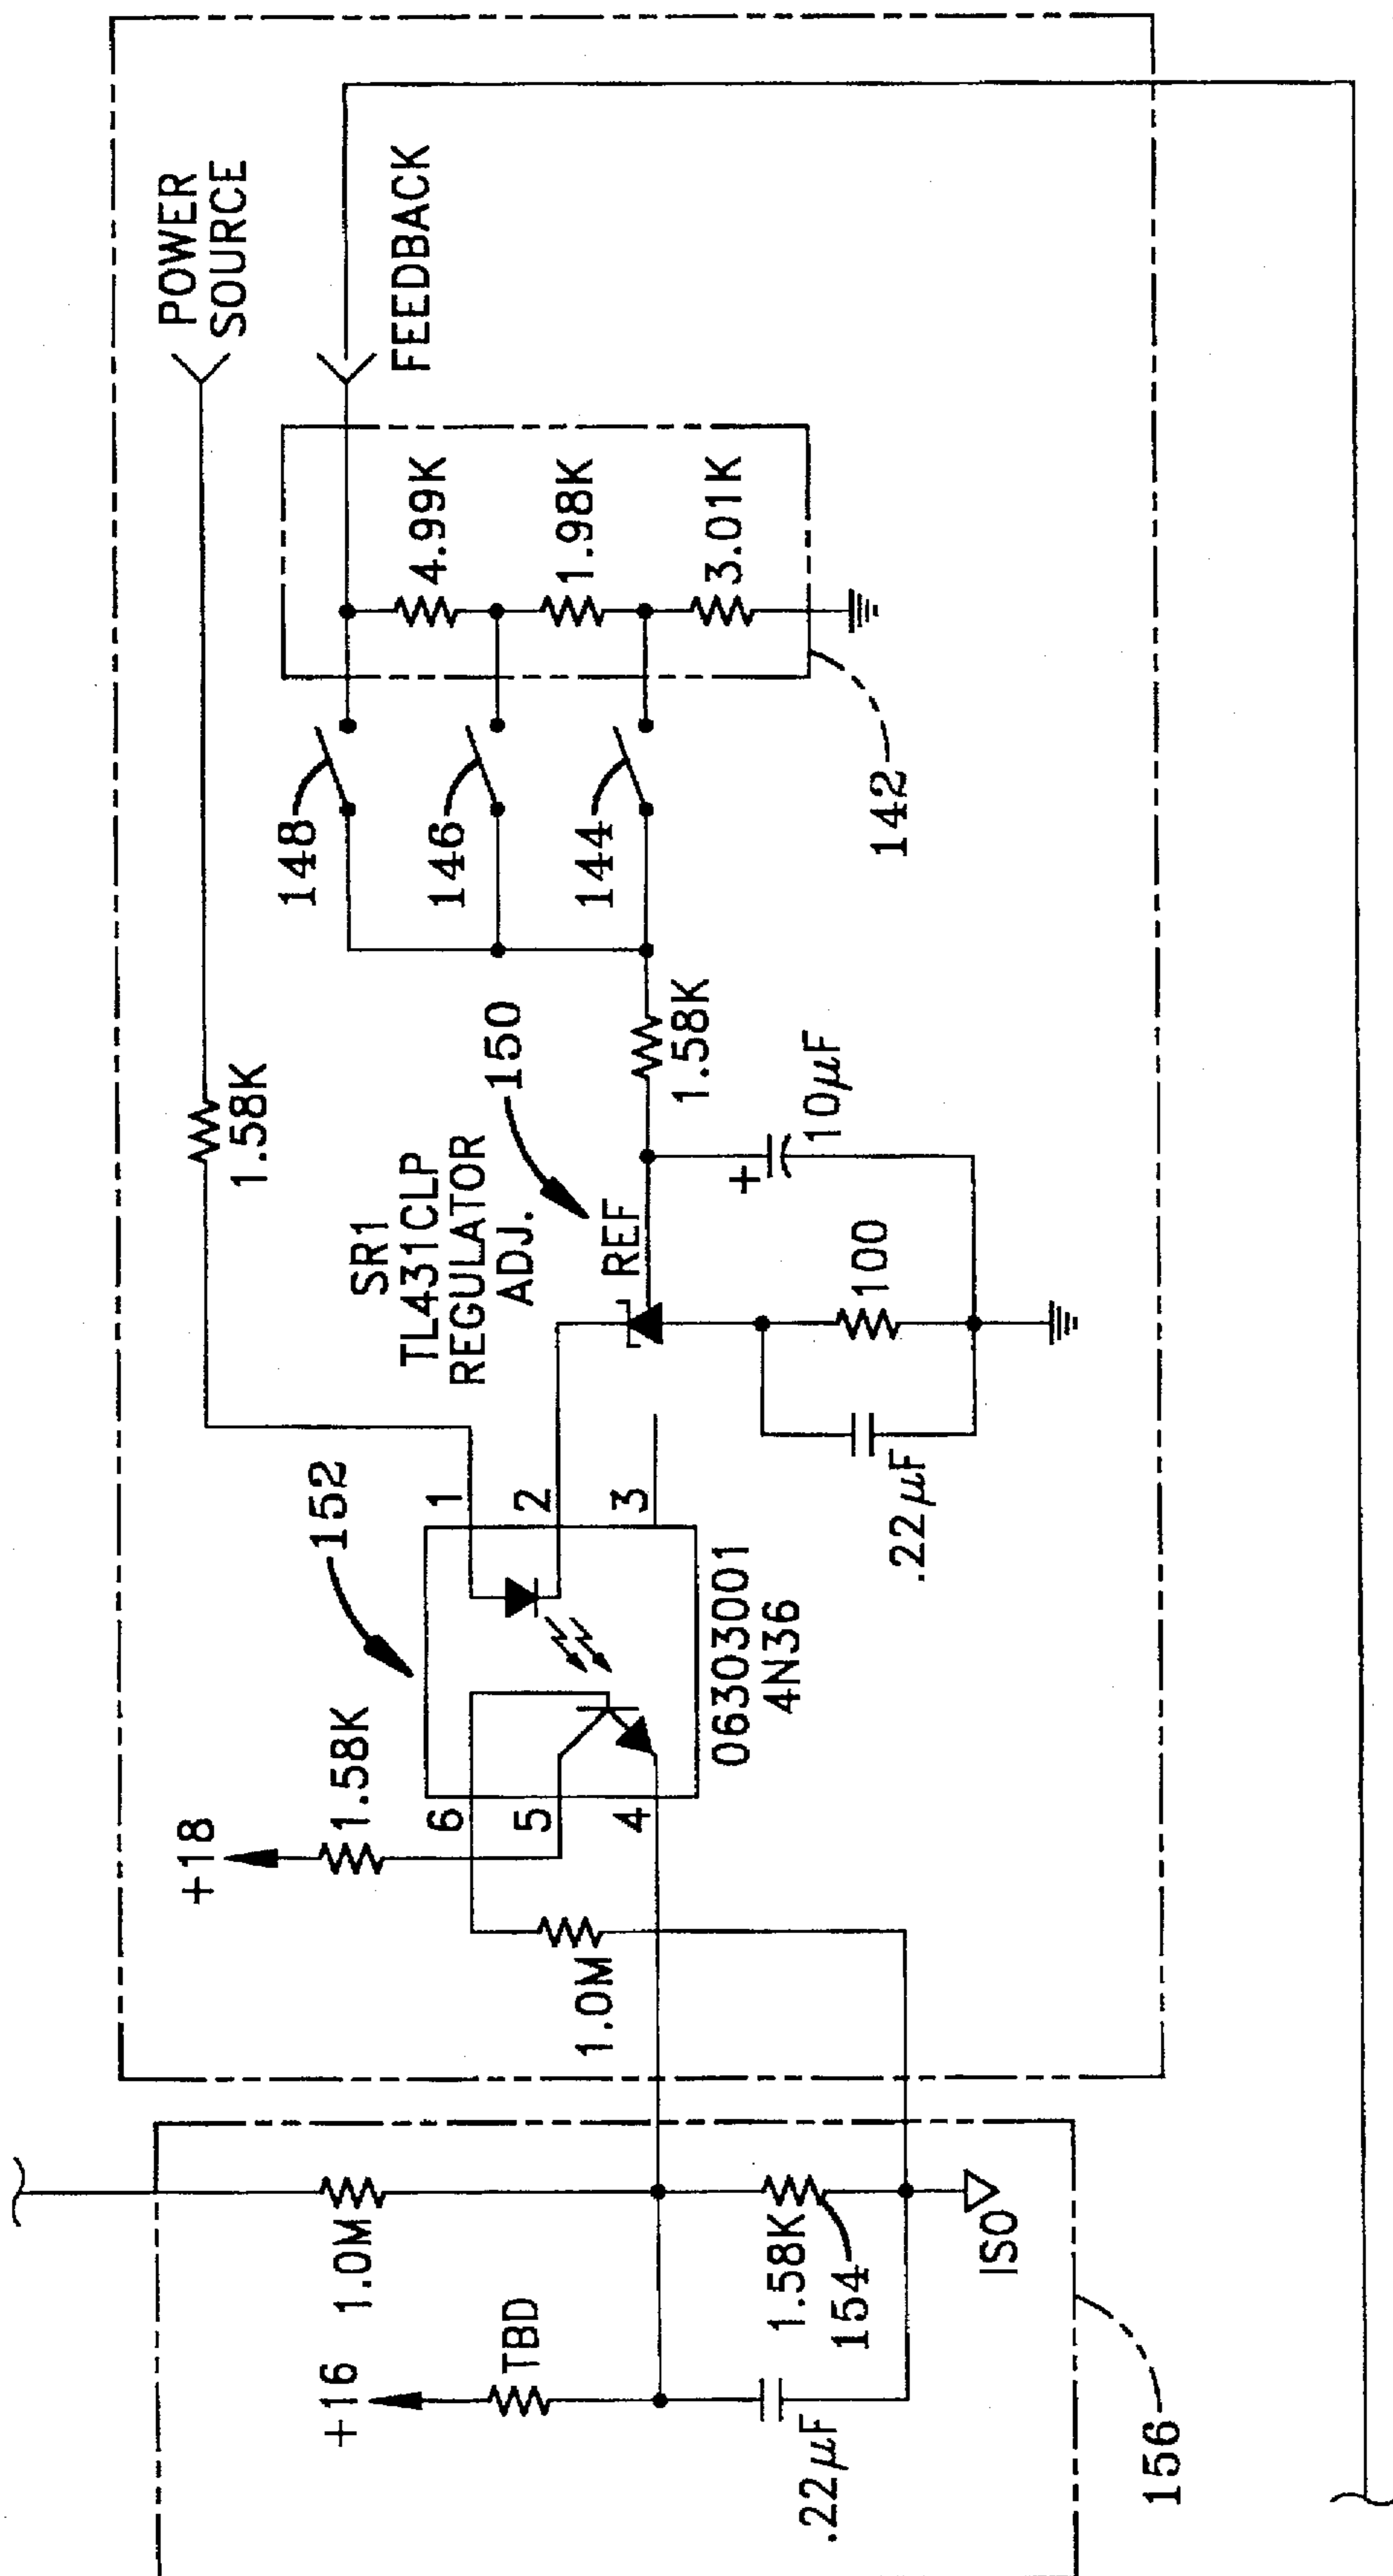 POWER
SOURCE
FEEDBACK
4.99K
1.98K
3.01K
142
148
146
144
1.58K
1.58K
150
10µF
+
SR1
TL431CLP
REGULATOR
ADJ.
REF
100
.22µF
152
1
2
3
06303001
4N36
6
5
4
+18
1.58K
1.0M
1.0M
+16
TBD
1.58K
154
ISO
.22µF
156